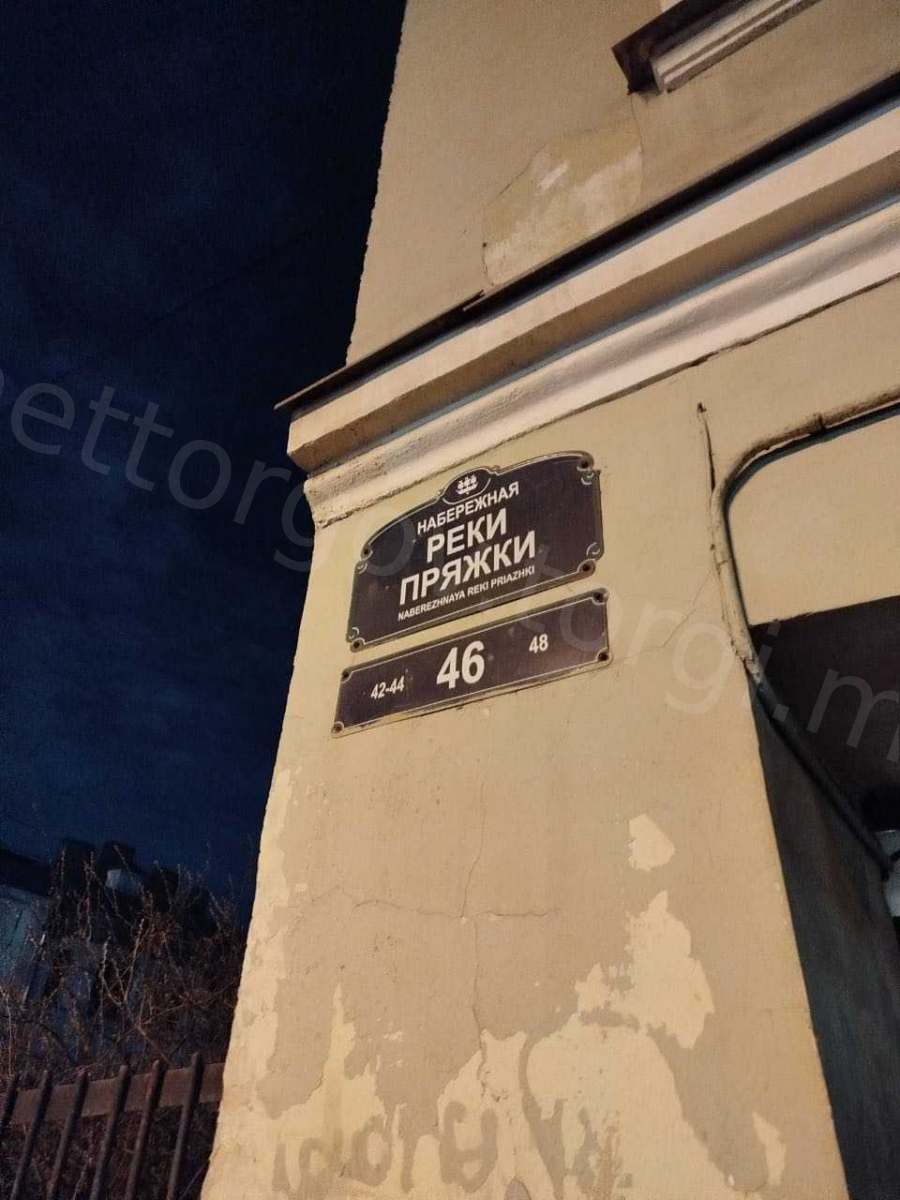 НАБЕРЕЖНАЯ
РЕКИ
ПРЯЖКИ
NABEREZHNAYA REKI PRIAZHKI
42-44 46 48